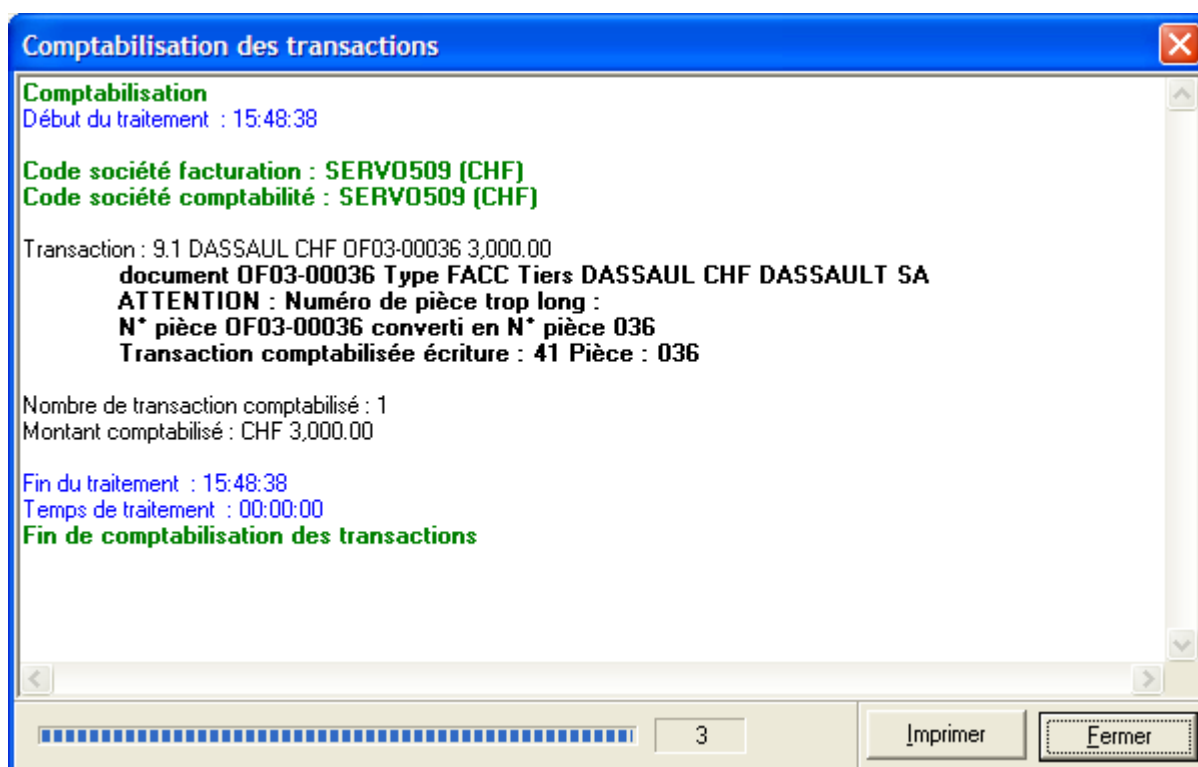 Comptabilisation des transactions
Comptabilisation
Début du traitement : 15:48:38
Code société facturation : SERVO509 (CHF)
Code société comptabilité : SERVO509 (CHF)
Transaction : 9.1 DASSAUL CHF OF03-00036 3,000.00
document OF03-00036 Type FACC Tiers DASSAUL CHF DASSAULT SA
ATTENTION : Numéro de pièce trop long :
N° pièce OF03-00036 converti en N° pièce 036
Transaction comptabilisée écriture : 41 Pièce : 036
Nombre de transaction comptabilisé : 1
Montant comptabilisé : CHF 3,000.00
Fin du traitement : 15:48:38
Temps de traitement : 00:00:00
Fin de comptabilisation des transactions
3
Imprimer
Fermer